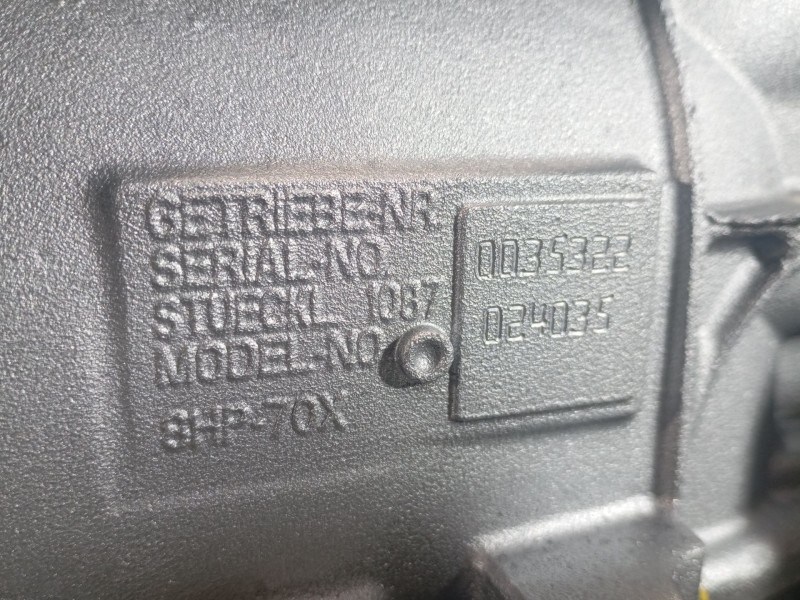 GETRIEBE-NR.
SERIAL-NO. 0035322
STUECKL. 1087 024035
MODEL-NO.
8HP-70X